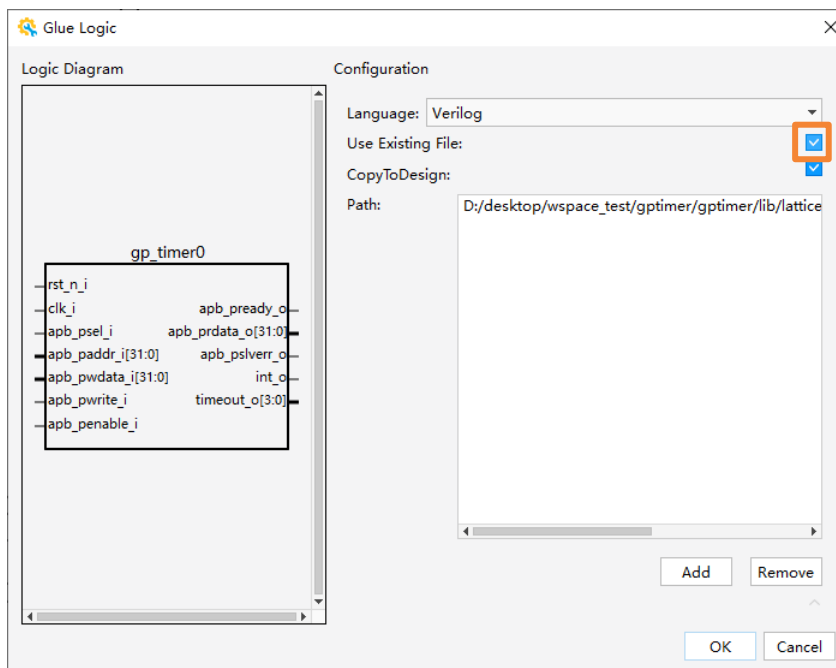 Glue Logic
Logic Diagram
gp_timer0
rst_n_i
clk_i apb_pready_o
apb_psel_i apb_prdata_o[31:0]
apb_paddr_i[31:0] apb_pslverr_o
apb_pwdata_i[31:0] int_o
apb_pwrite_i timeout_o[3:0]
apb_penable_i
Configuration
Language: Verilog
Use Existing File:
CopyToDesign:
Path: D:/desktop/wspace_test/gptimer/gptimer/lib/lattice
Add Remove
OK Cancel